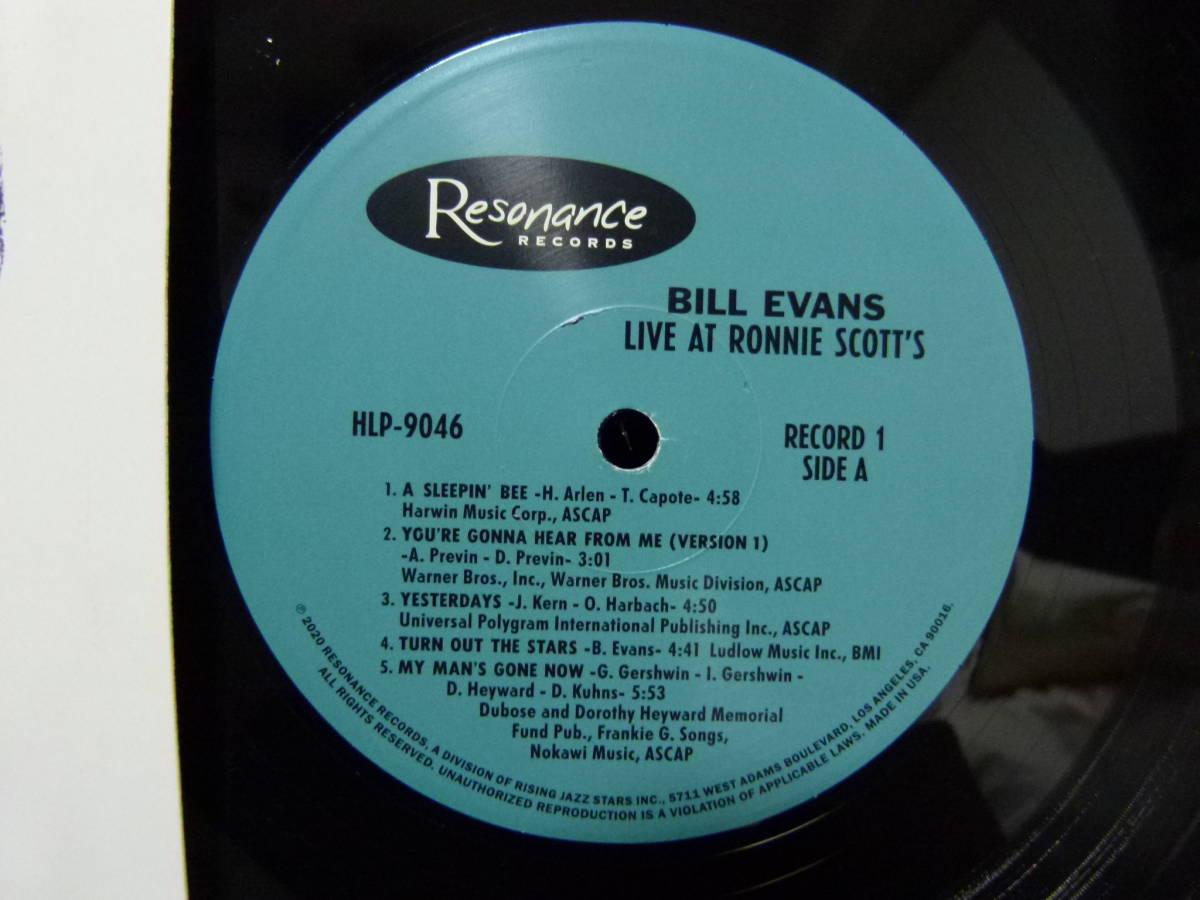 Resonance
RECORDS
BILL EVANS
LIVE AT RONNIE SCOTT'S
HLP-9046
RECORD 1
SIDE A
1. A SLEEPIN' BEE -H. Arlen - T. Capote- 4:58
Harwin Music Corp., ASCAP
2. YOU'RE GONNA HEAR FROM ME (VERSION 1)
-A. Previn - D. Previn- 3:01
Warner Bros., Inc., Warner Bros. Music Division, ASCAP
3. YESTERDAYS -J. Kern - O. Harbach- 4:50
Universal Polygram International Publishing Inc., ASCAP
4. TURN OUT THE STARS -B. Evans- 4:41 Ludlow Music Inc., BMI
5. MY MAN'S GONE NOW -G. Gershwin - I. Gershwin -
D. Heyward - D. Kuhns- 5:53
Dubose and Dorothy Heyward Memorial
Fund Pub., Frankie G. Songs,
Nokawi Music, ASCAP
℗ 2020 RESONANCE RECORDS, A DIVISION OF RISING JAZZ STARS INC., 5711 WEST ADAMS BOULEVARD, LOS ANGELES, CA 90016.
ALL RIGHTS RESERVED. UNAUTHORIZED REPRODUCTION IS A VIOLATION OF APPLICABLE LAWS. MADE IN USA.